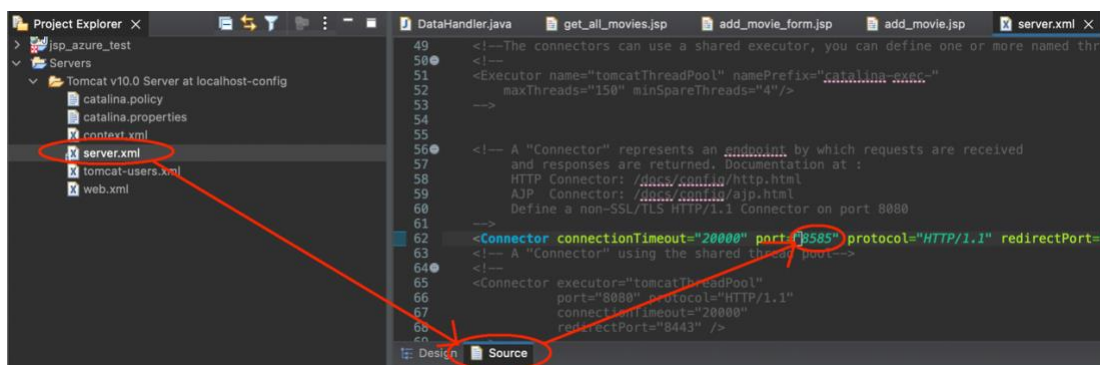 Project Explorer
jsp_azure_test
Servers
Tomcat v10.0 Server at localhost-config
catalina.policy
catalina.properties
context.xml
server.xml
tomcat-users.xml
web.xml
DataHandler.java get_all_movies.jsp add_movie_form.jsp add_movie.jsp server.xml
49 <!--The connectors can use a shared executor, you can define one or more named thr
50 <!--
51 <Executor name="tomcatThreadPool" namePrefix="catalina-exec-"
52 maxThreads="150" minSpareThreads="4"/>
53 -->
54
55
56 <!-- A "Connector" represents an endpoint by which requests are received
57 and responses are returned. Documentation at :
58 HTTP Connector: /docs/config/http.html
59 AJP Connector: /docs/config/ajp.html
60 Define a non-SSL/TLS HTTP/1.1 Connector on port 8080
61 -->
62 <Connector connectionTimeout="20000" port="8585" protocol="HTTP/1.1" redirectPort=
63 <!-- A "Connector" using the shared thread pool-->
64 <!--
65 <Connector executor="tomcatThreadPool"
66 port="8080" protocol="HTTP/1.1"
67 connectionTimeout="20000"
68 redirectPort="8443" />
Design Source